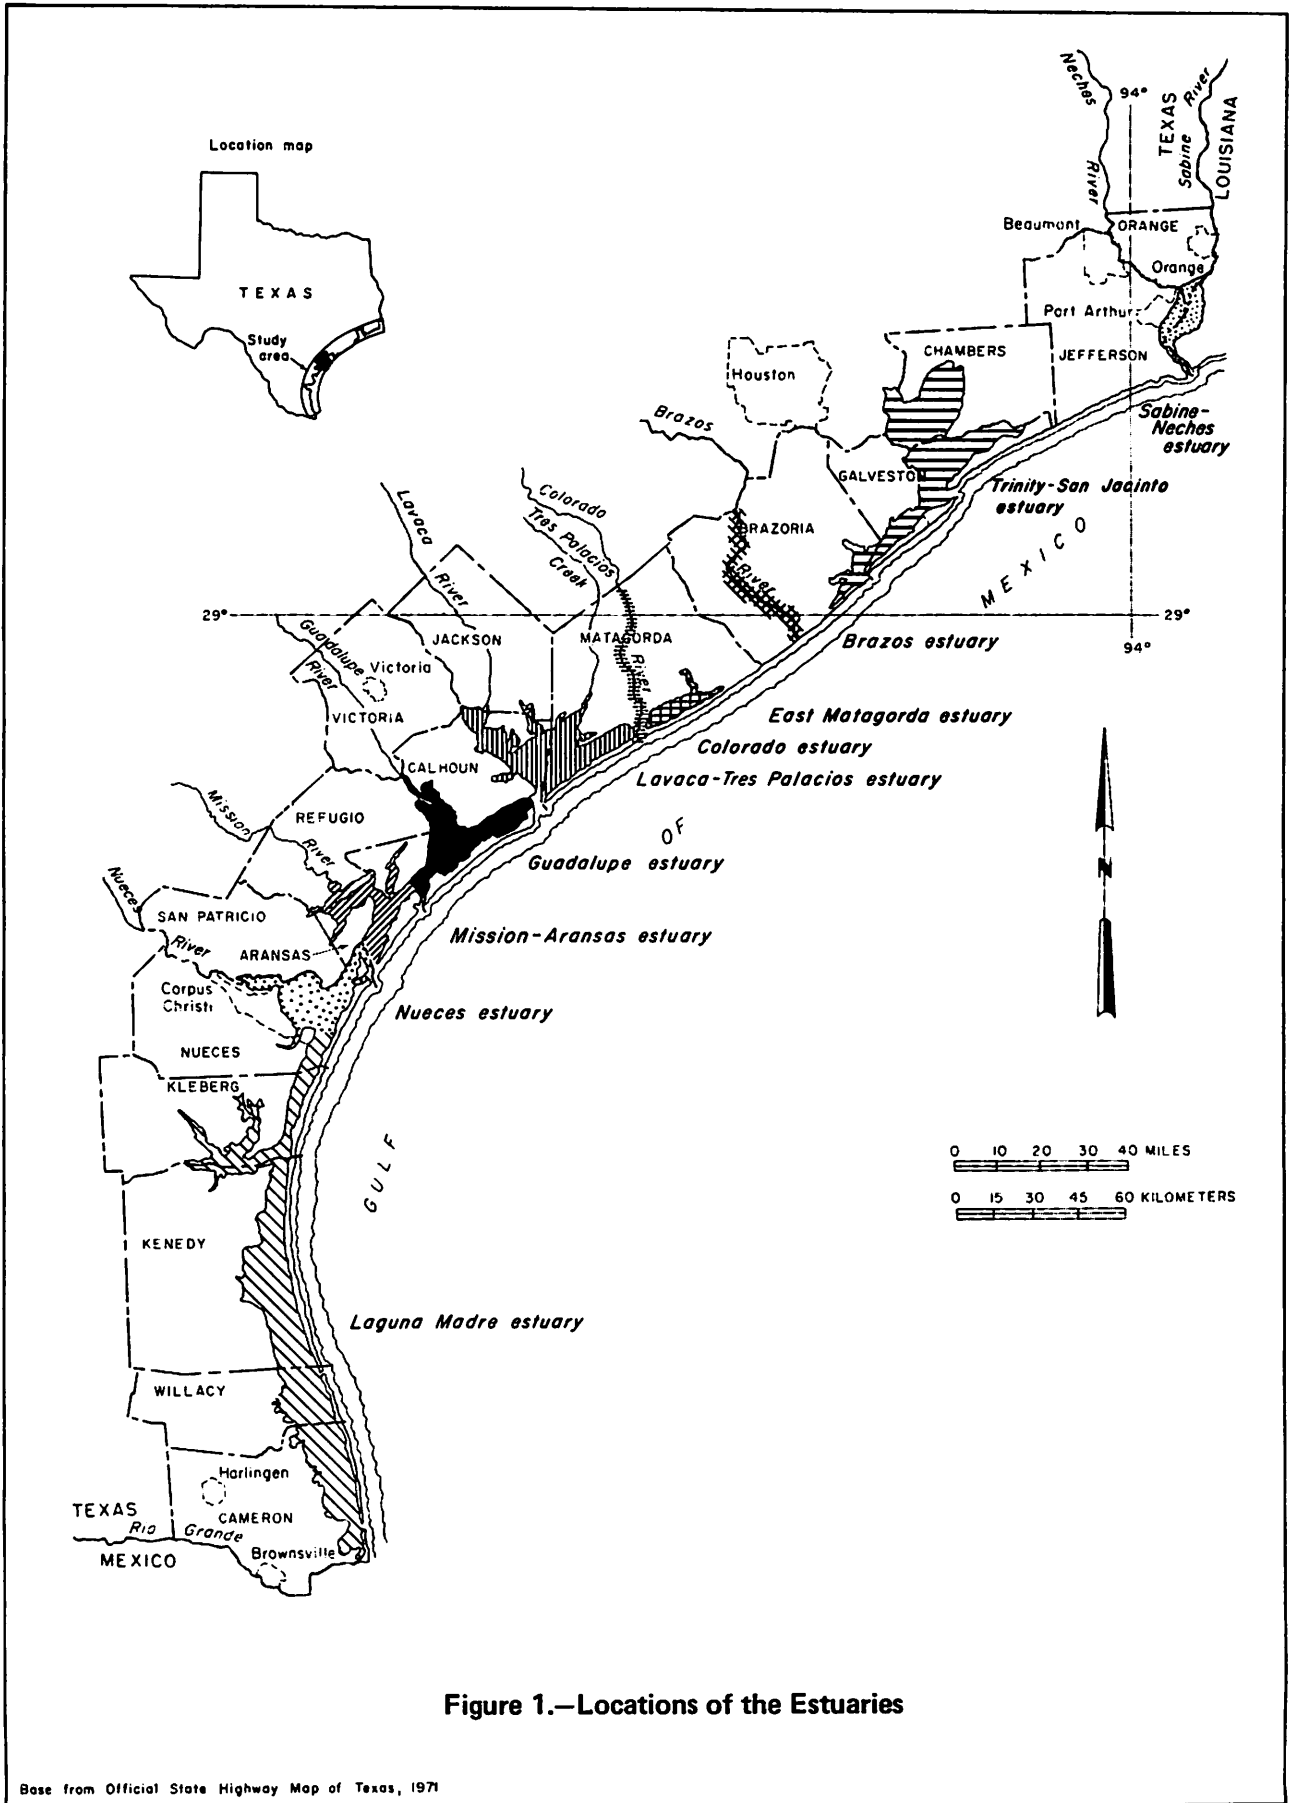 Location map
TEXAS
Study
area
Neches
River
94°
TEXAS
Sabine River
LOUISIANA
Beaumont
ORANGE
Orange
Port Arthur
JEFFERSON
CHAMBERS
Houston
Brazos
GALVESTON
Sabine-
Neches
estuary
Trinity-San Jacinto
estuary
Colorado
Tres Palacios
Creek
Lavaca
River
BRAZORIA
River
MEXICO
29°
29°
94°
Guadalupe
River
Victoria
JACKSON
MATAGORDA
River
Brazos estuary
VICTORIA
East Matagorda estuary
Colorado estuary
CALHOUN
Lavaca-Tres Palacios estuary
Mission
River
REFUGIO
OF
Guadalupe estuary
N
Nueces
River
SAN PATRICIO
Mission-Aransas estuary
ARANSAS
Corpus
Christi
Nueces estuary
NUECES
KLEBERG
GULF
0 10 20 30 40 MILES
0 15 30 45 60 KILOMETERS
KENEDY
Laguna Madre estuary
WILLACY
Harlingen
TEXAS
CAMERON
Rio Grande
MEXICO
Brownsville
Figure 1.—Locations of the Estuaries
Base from Official State Highway Map of Texas, 1971